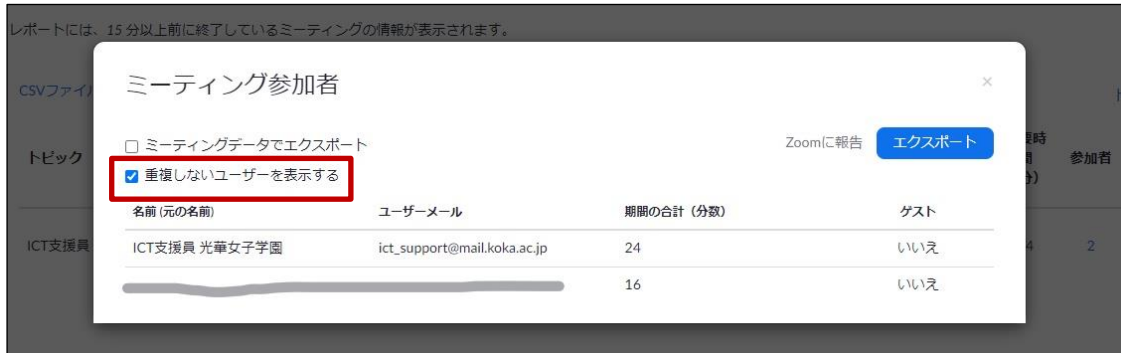 レポートには、15 分以上前に終了しているミーティングの情報が表示されます。
ミーティング参加者
×
CSVファイル
ミーティングデータでエクスポート
Zoomに報告
エクスポート
重複しないユーザーを表示する
トピック
参加者
名前 (元の名前) ユーザーメール 期間の合計（分数） ゲスト
ICT支援員
ICT支援員 光華女子学園 ict_support@mail.koka.ac.jp 24 いいえ
4 2
16 いいえ